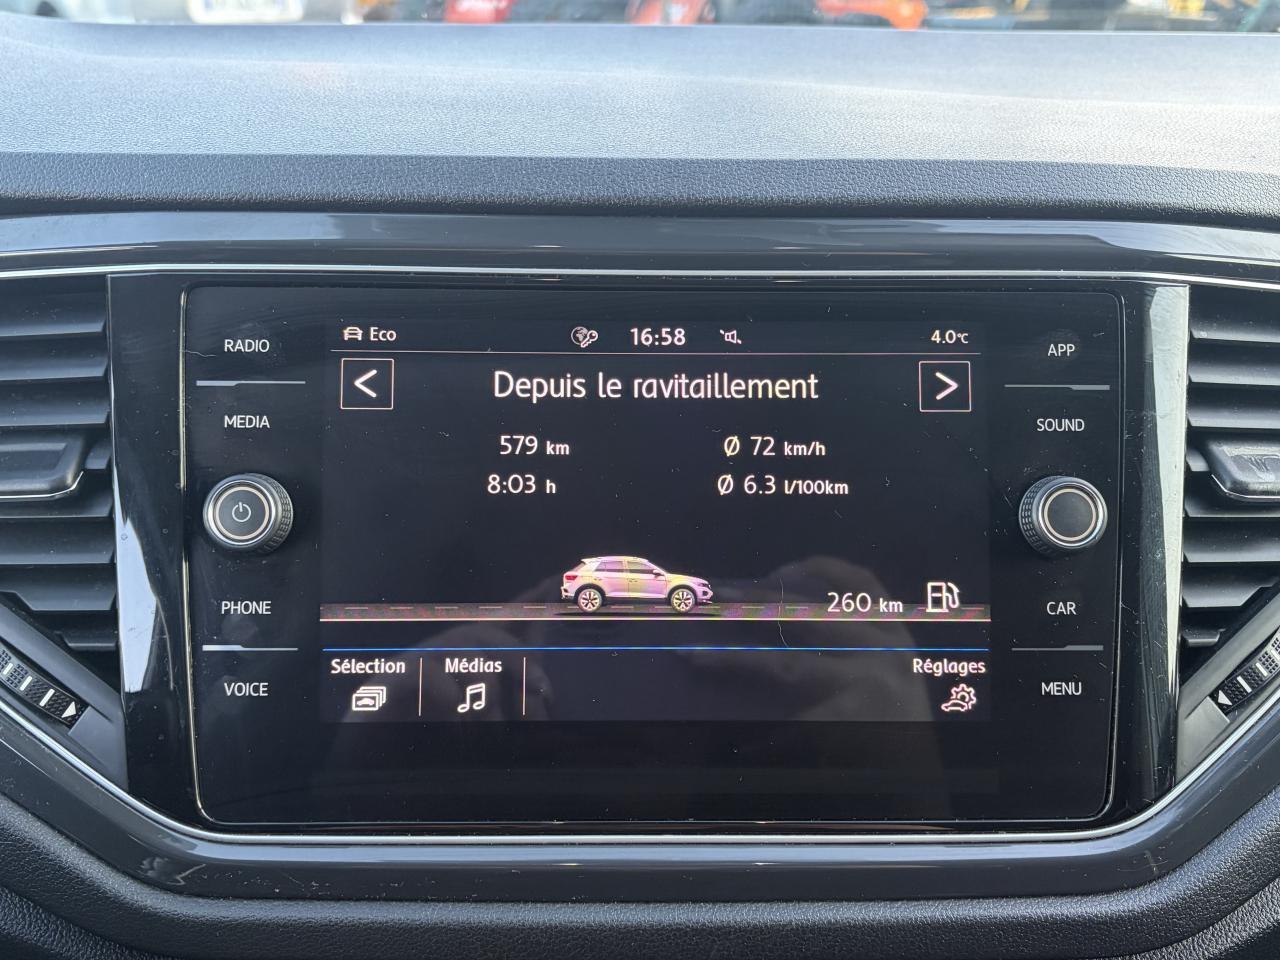 RADIO
MEDIA
PHONE
VOICE
Eco
16:58
4.0°C
<
Depuis le ravitaillement
>
579 km
Ø 72 km/h
8:03 h
Ø 6.3 l/100km
260 km
Sélection
Médias
Réglages
APP
SOUND
CAR
MENU